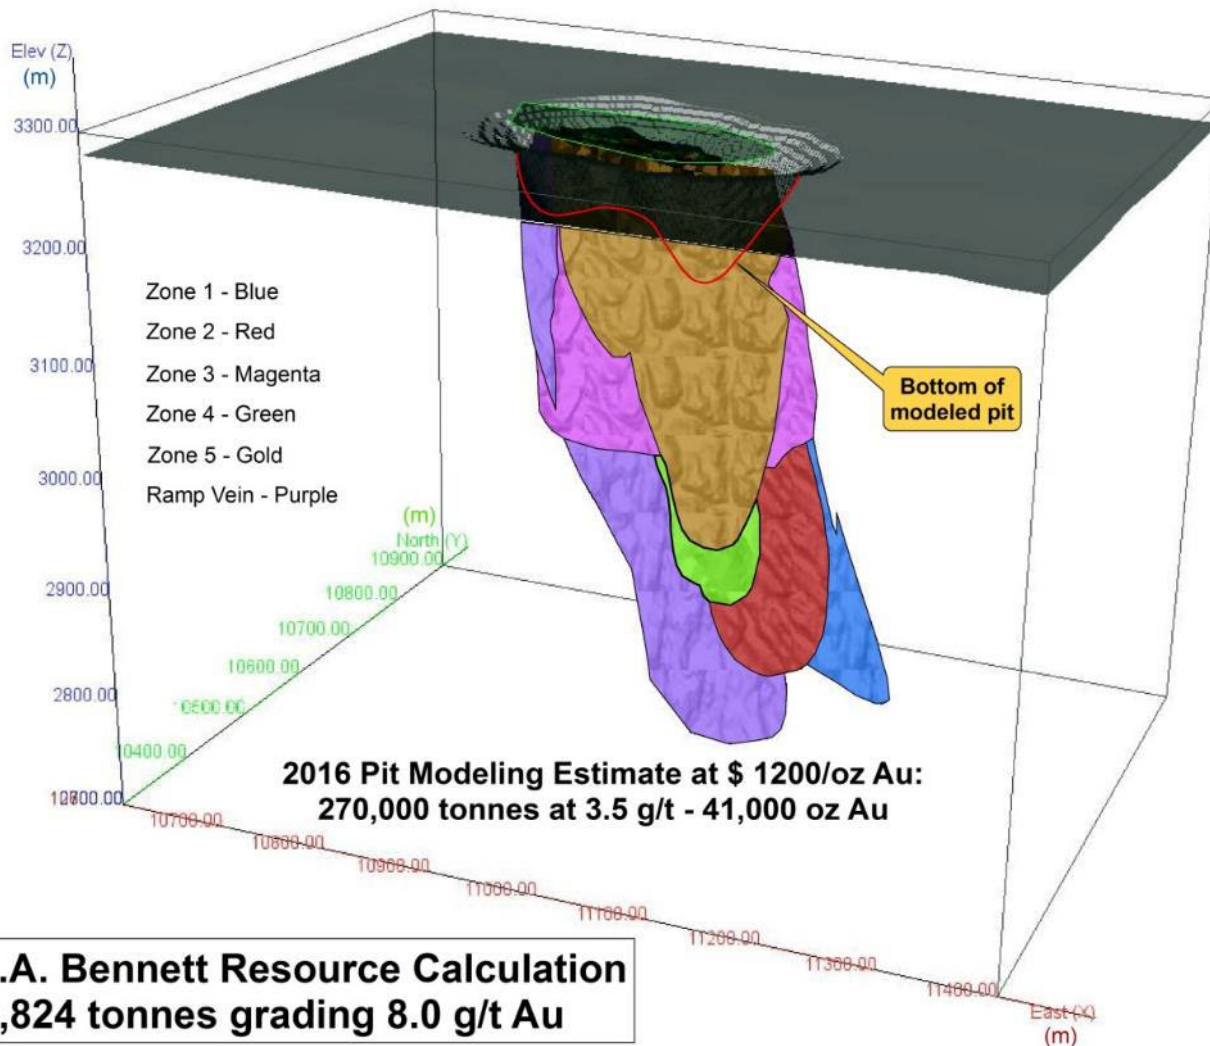 Elev (Z)
(m)
3300.00
3200.00
3100.00
3000.00
2900.00
2800.00
Zone 1 - Blue
Zone 2 - Red
Zone 3 - Magenta
Zone 4 - Green
Zone 5 - Gold
Ramp Vein - Purple
Bottom of
modeled pit
(m)
North (Y)
10900.00
10800.00
10700.00
10600.00
10500.00
10400.00
2016 Pit Modeling Estimate at $ 1200/oz Au:
270,000 tonnes at 3.5 g/t - 41,000 oz Au
10700.00
10800.00
10900.00
11000.00
11100.00
11200.00
11300.00
11400.00
East (X)
(m)
.A. Bennett Resource Calculation
,824 tonnes grading 8.0 g/t Au